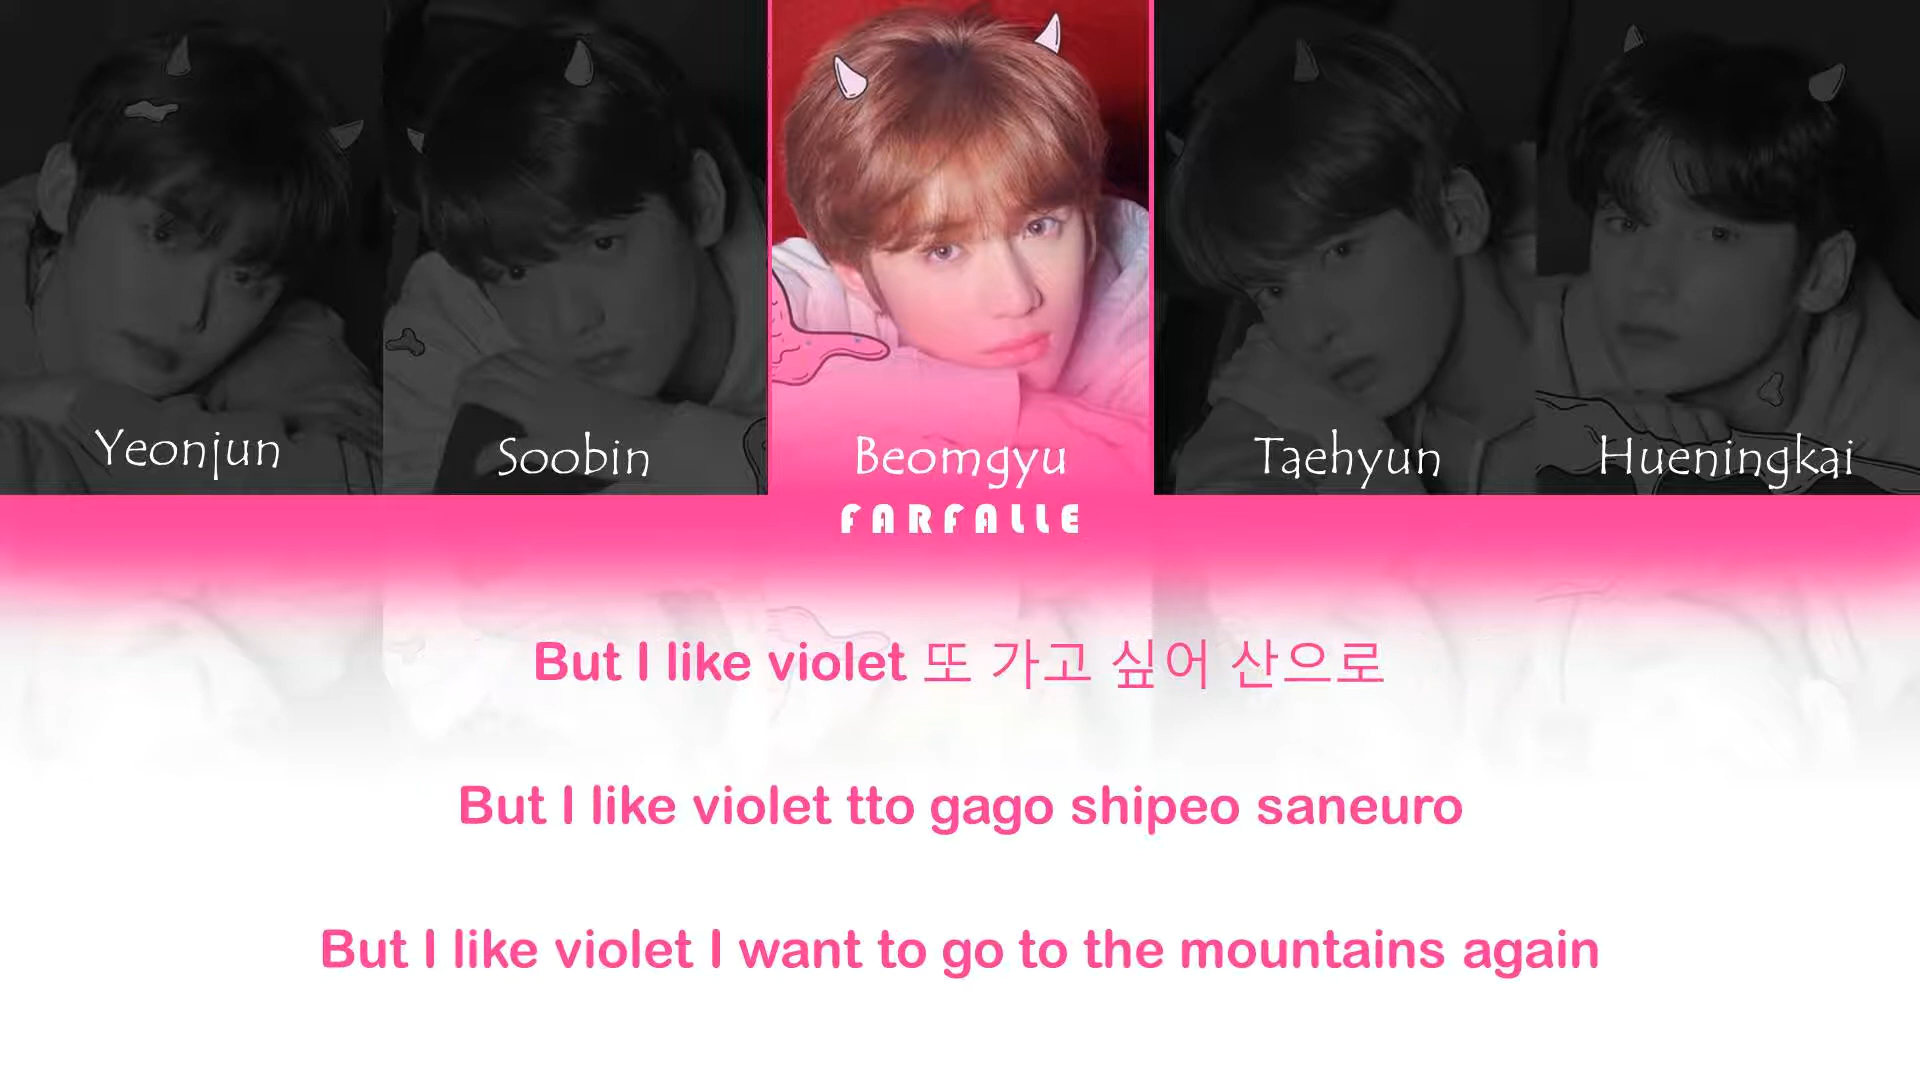 Yeonjun Soobin Beomgyu Taehyun Hueningkai
FARFALLE
But I like violet 또 가고 싶어 산으로
But I like violet tto gago shipeo saneuro
But I like violet I want to go to the mountains again